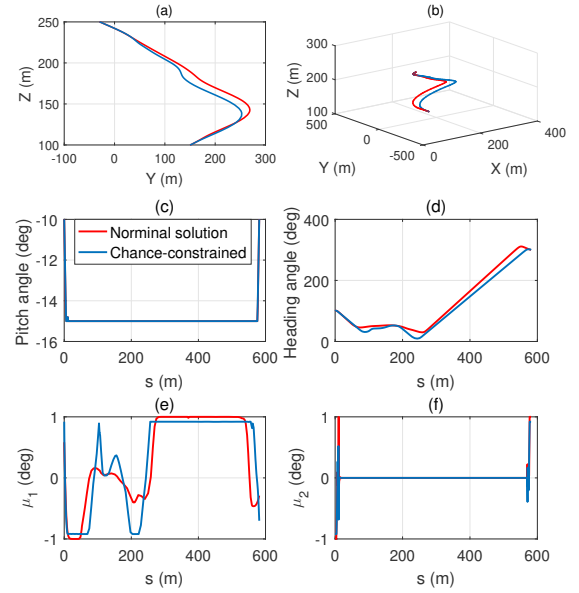 (a)
250
200
150
100
Z (m)
-100
0
100
200
300
Y (m)
(b)
300
200
100
Z (m)
500
0
-500
Y (m)
0
200
400
X (m)
(c)
-10
-12
-14
-16
Pitch angle (deg)
Norminal solution
Chance-constrained
0
200
400
600
s (m)
(d)
400
200
0
Heading angle (deg)
0
200
400
600
s (m)
(e)
1
0
-1
μ1 (deg)
0
200
400
600
s (m)
(f)
1
0
-1
μ2 (deg)
0
200
400
600
s (m)